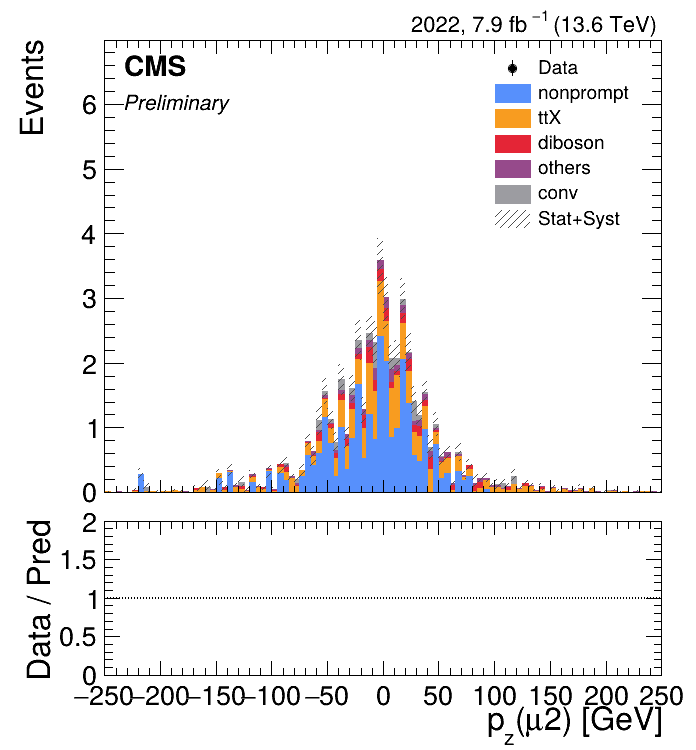 2022, 7.9 fb⁻¹ (13.6 TeV)
Events
CMS
Preliminary
Data
nonprompt
ttX
diboson
others
conv
Stat+Syst
6
5
4
3
2
1
0
Data / Pred
2
1.5
1
0.5
0
−250 −200 −150 −100 −50 0 50 100 150 200 250
p_z(μ2) [GeV]